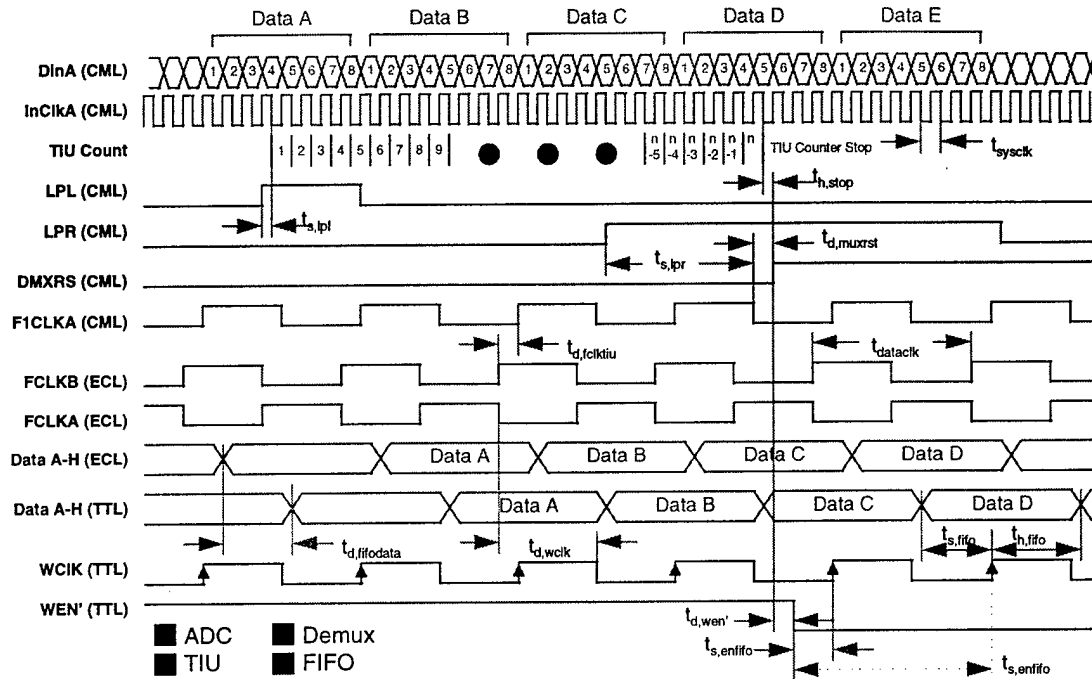 Data A Data B Data C Data D Data E
DInA (CML) 1 2 3 4 5 6 7 8 1 2 3 4 5 6 7 8 1 2 3 4 5 6 7 8 1 2 3 4 5 6 7 8 1 2 3 4 5 6 7 8
InClkA (CML)
TIU Count 1 2 3 4 5 6 7 8 9 n-5 n-4 n-3 n-2 n-1 n TIU Counter Stop t_sysclk
t_h,stop
LPL (CML)
t_s,lpl
LPR (CML)
t_d,muxrst
t_s,lpr
DMXRS (CML)
F1CLKA (CML)
t_d,fclktiu t_dataclk
FCLKB (ECL)
FCLKA (ECL)
Data A-H (ECL) Data A Data B Data C Data D
Data A-H (TTL) Data A Data B Data C Data D
t_d,fifodata t_d,wclk t_s,fifo t_h,fifo
WClK (TTL)
WEN' (TTL)
t_d,wen'
ADC Demux
t_s,enfifo
TIU FIFO
t_s,enfifo